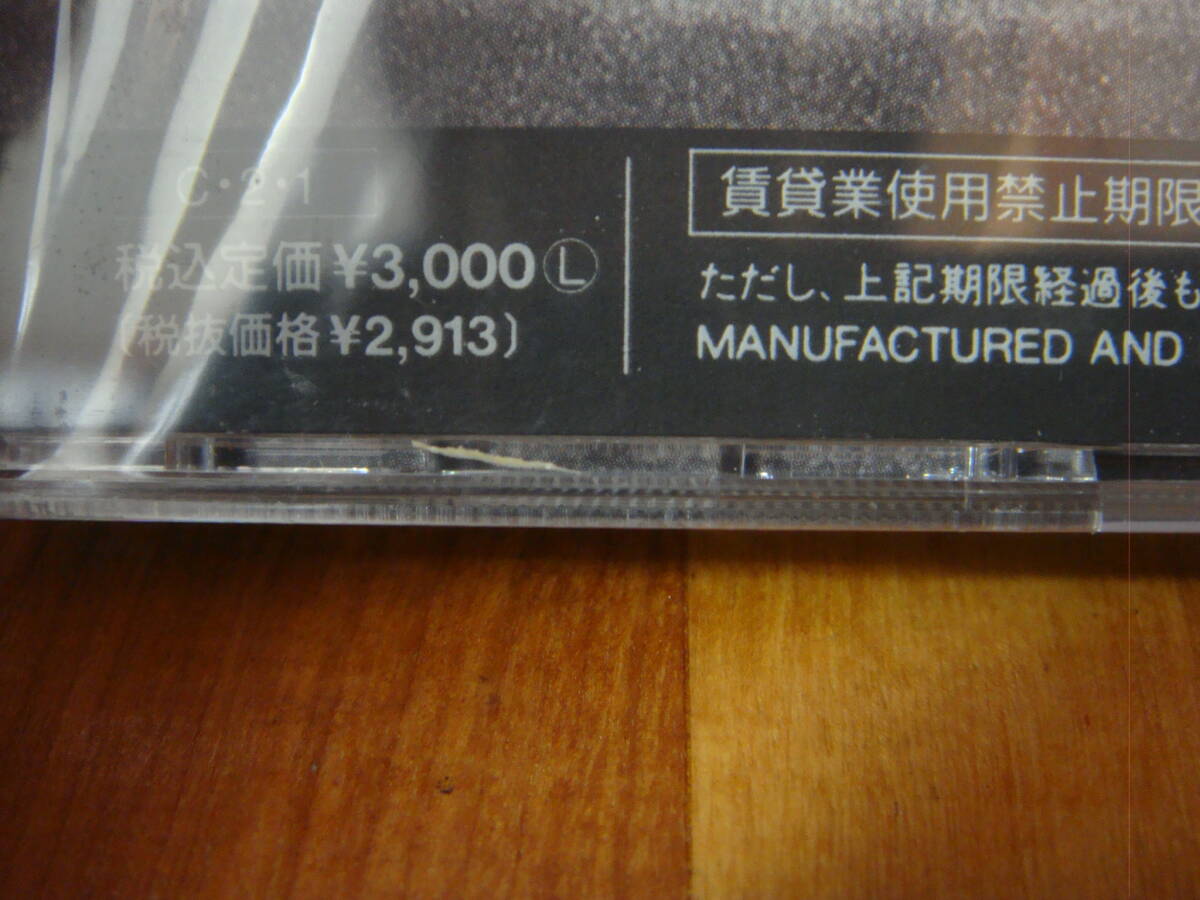 C・2・1
税込定価¥3,000Ⓛ
(税抜価格¥2,913)
賃貸業使用禁止期限
ただし、上記期限経過後も
MANUFACTURED AND